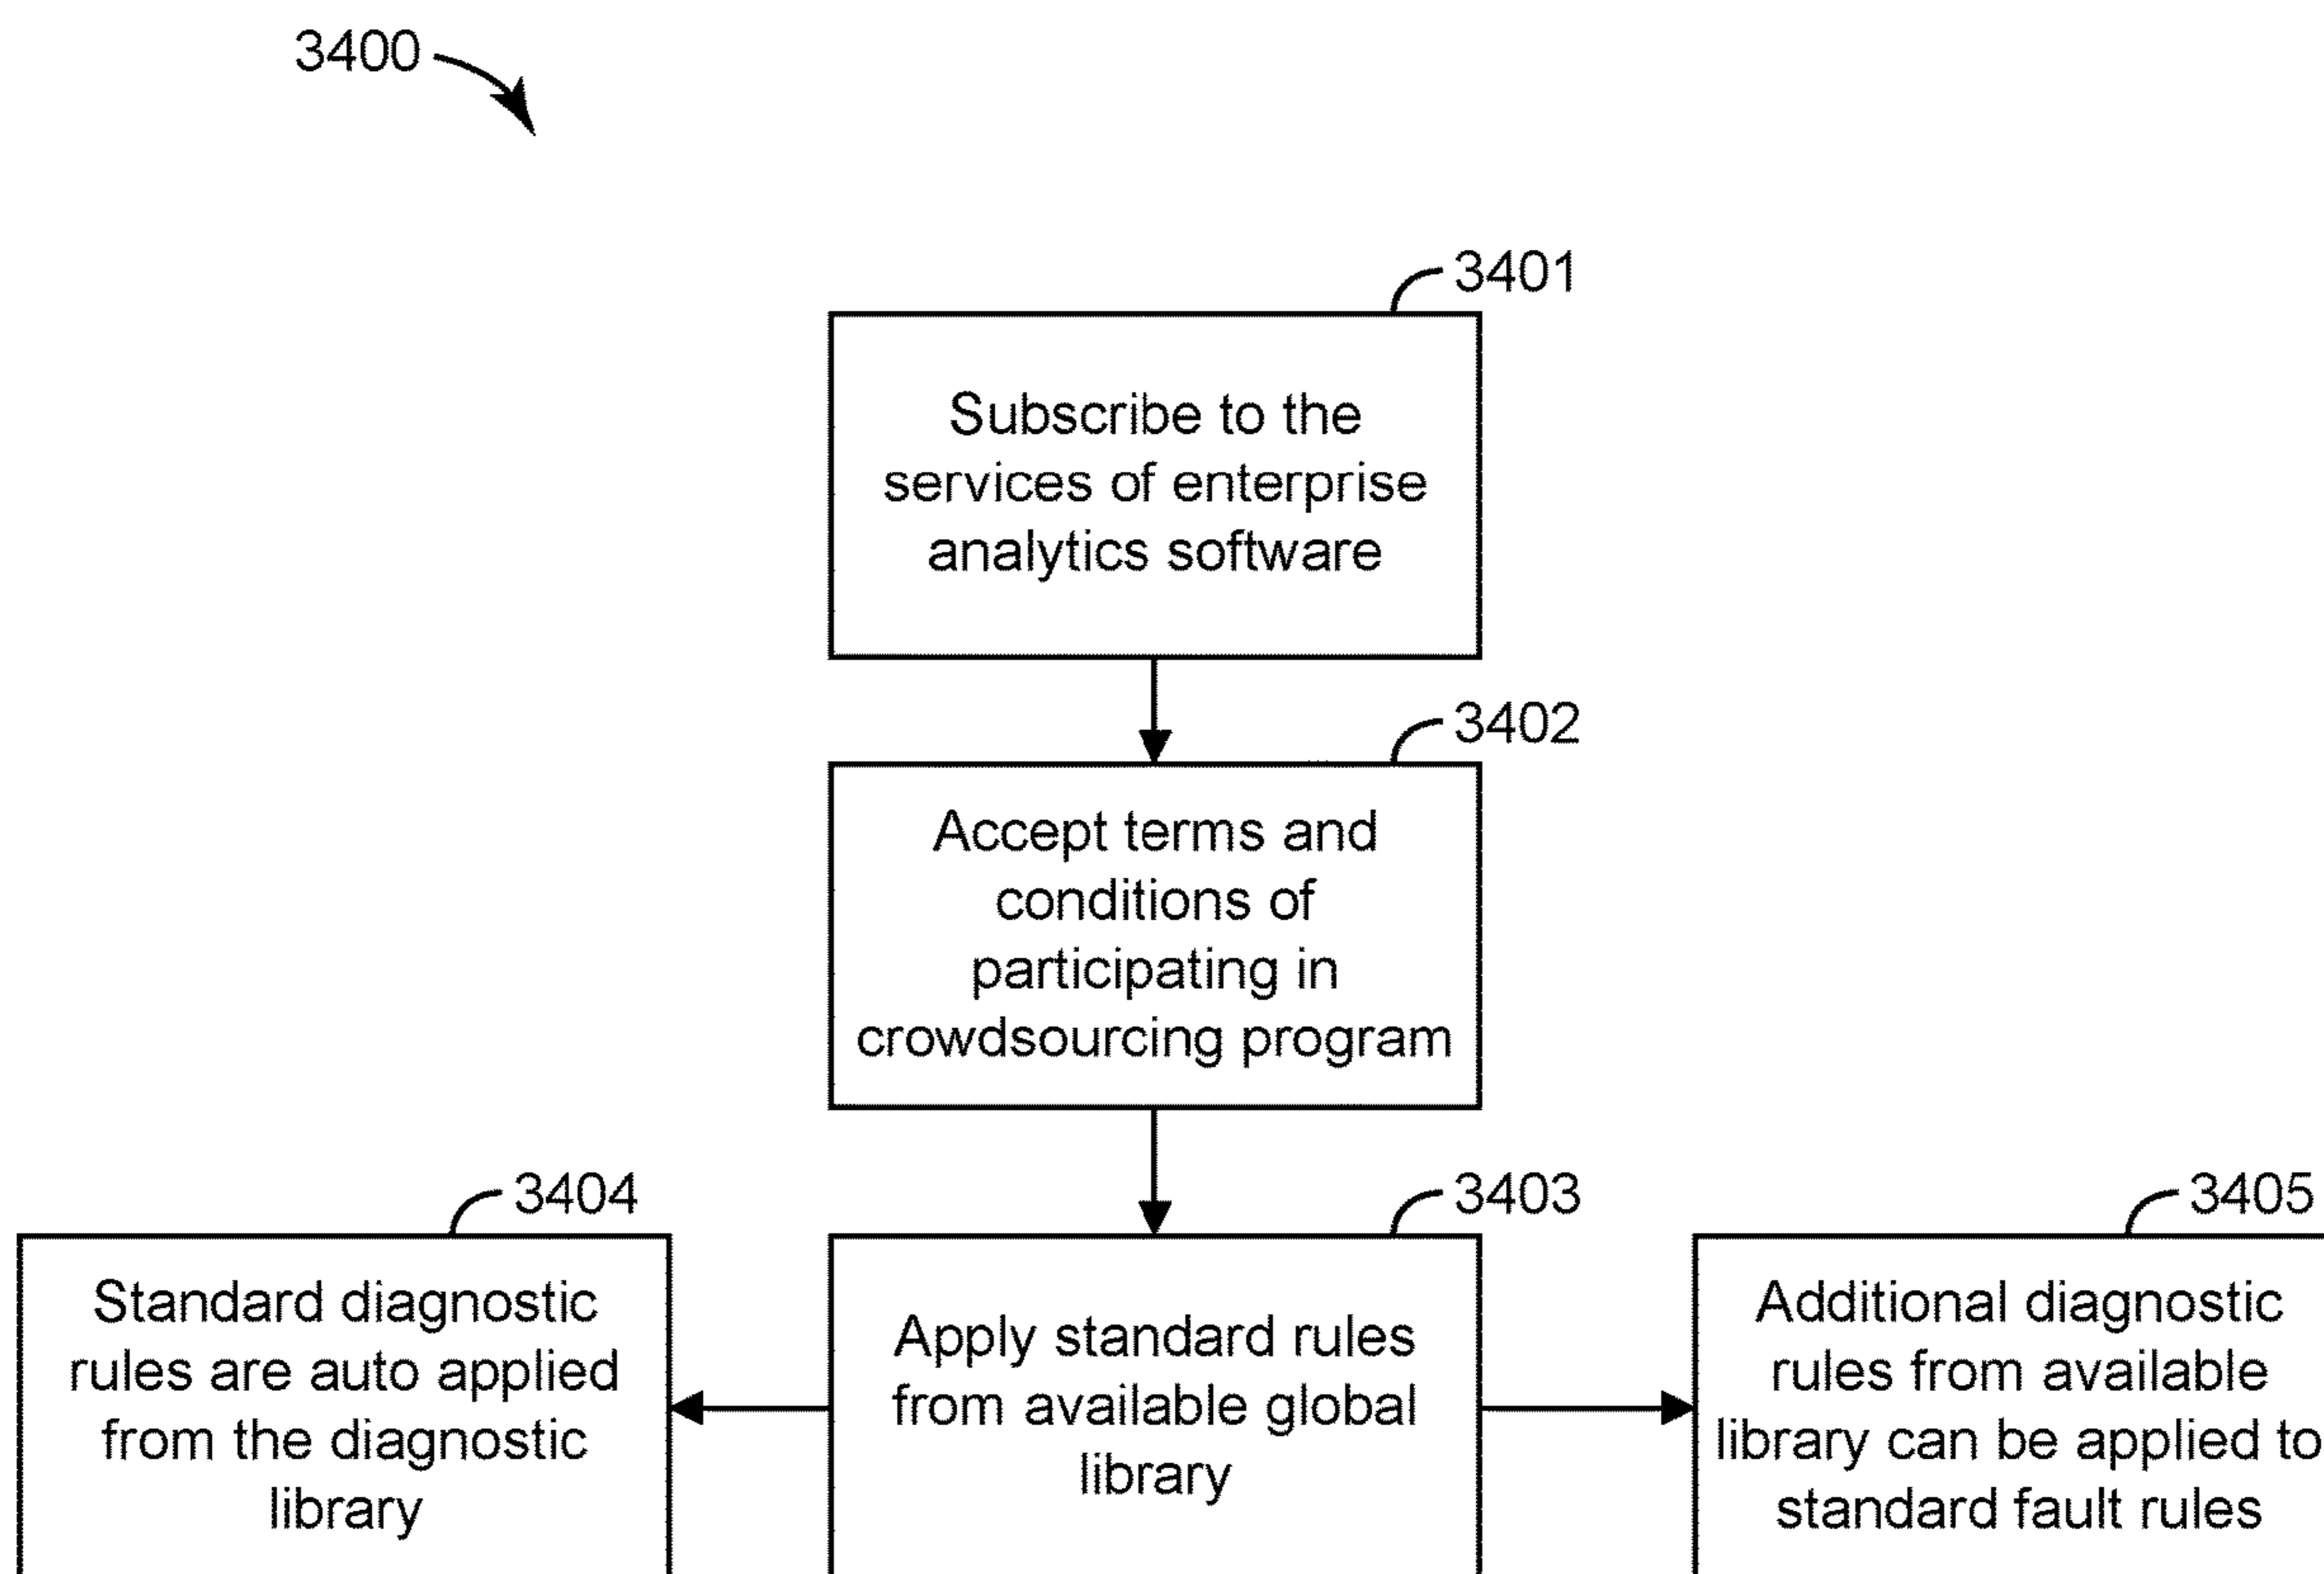 3400
3401
Subscribe to the
services of enterprise
analytics software
3402
Accept terms and
conditions of
participating in
crowdsourcing program
3404
Standard diagnostic
rules are auto applied
from the diagnostic
library
3403
Apply standard rules
from available global
library
3405
Additional diagnostic
rules from available
library can be applied to
standard fault rules